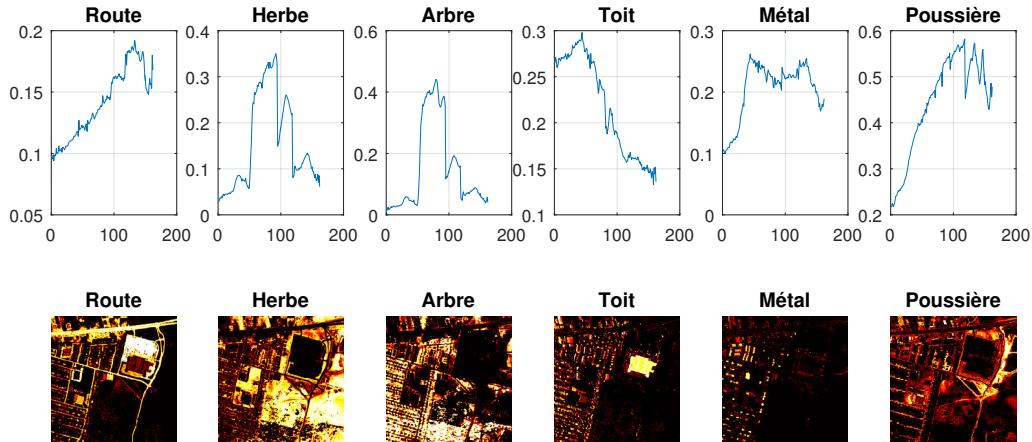 Route Herbe Arbre Toit Métal Poussière
0.2 0.4 0.6 0.3 0.3 0.6
0.15 0.3 0.4 0.25 0.2 0.5
0.1 0.2 0.2 0.2 0.1 0.4
0.05 0.1 0 0.15 0 0.3
0 0.1 0.2
0 100 200 0 100 200 0 100 200 0 100 200 0 100 200 0 100 200
Route Herbe Arbre Toit Métal Poussière